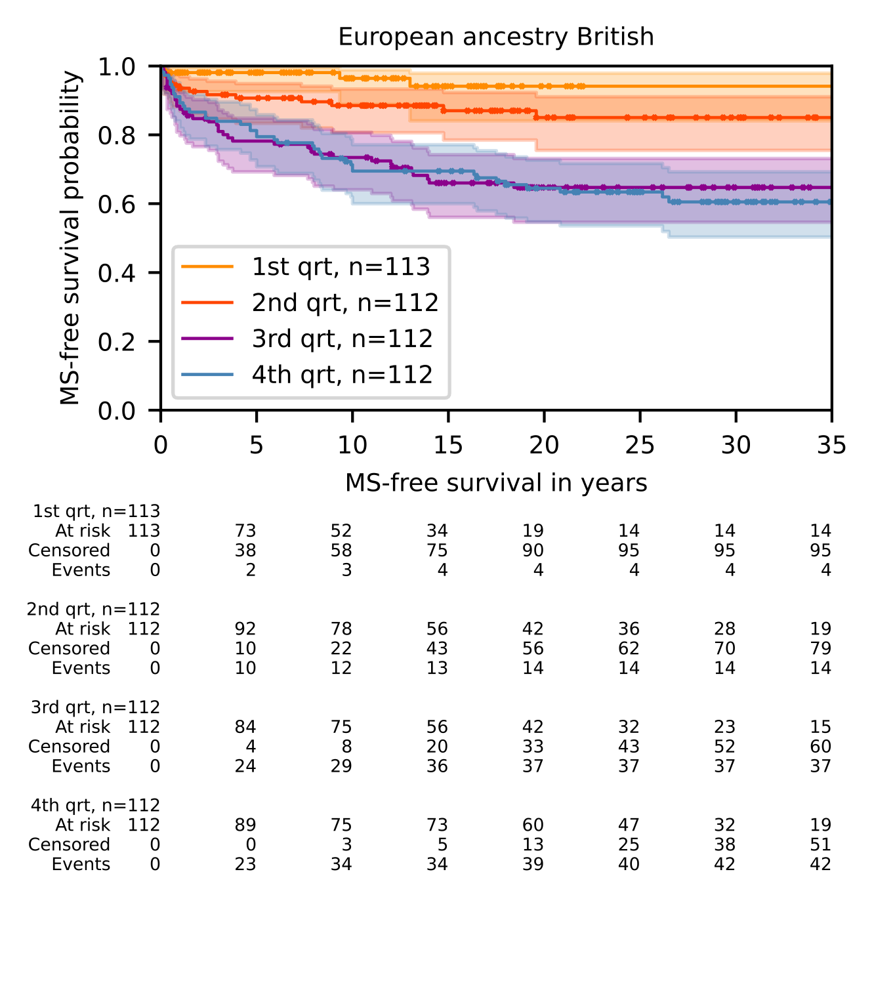 European ancestry British
MS-free survival probability
1.0
0.8
0.6
0.4
0.2
0.0
1st qrt, n=113
2nd qrt, n=112
3rd qrt, n=112
4th qrt, n=112
0 5 10 15 20 25 30 35
MS-free survival in years
1st qrt, n=113
At risk 113 73 52 34 19 14 14 14
Censored 0 38 58 75 90 95 95 95
Events 0 2 3 4 4 4 4 4
2nd qrt, n=112
At risk 112 92 78 56 42 36 28 19
Censored 0 10 22 43 56 62 70 79
Events 0 10 12 13 14 14 14 14
3rd qrt, n=112
At risk 112 84 75 56 42 32 23 15
Censored 0 4 8 20 33 43 52 60
Events 0 24 29 36 37 37 37 37
4th qrt, n=112
At risk 112 89 75 73 60 47 32 19
Censored 0 0 3 5 13 25 38 51
Events 0 23 34 34 39 40 42 42